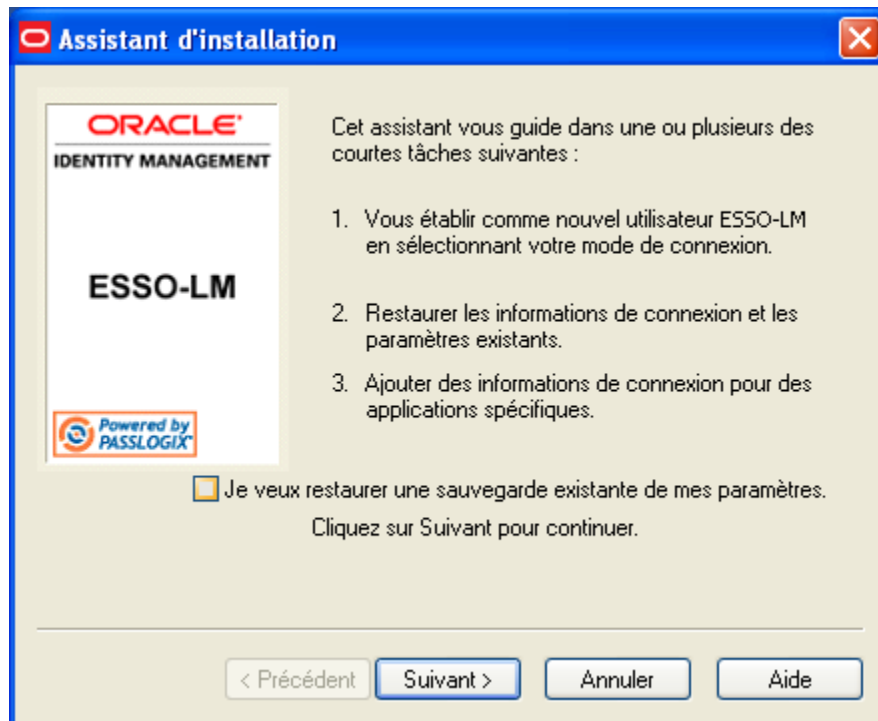 Assistant d'installation
ORACLE®
IDENTITY MANAGEMENT
ESSO-LM
Powered by
PASSLOGIX®
Cet assistant vous guide dans une ou plusieurs des
courtes tâches suivantes :
1. Vous établir comme nouvel utilisateur ESSO-LM
en sélectionnant votre mode de connexion.
2. Restaurer les informations de connexion et les
paramètres existants.
3. Ajouter des informations de connexion pour des
applications spécifiques.
Je veux restaurer une sauvegarde existante de mes paramètres.
Cliquez sur Suivant pour continuer.
< Précédent
Suivant >
Annuler
Aide